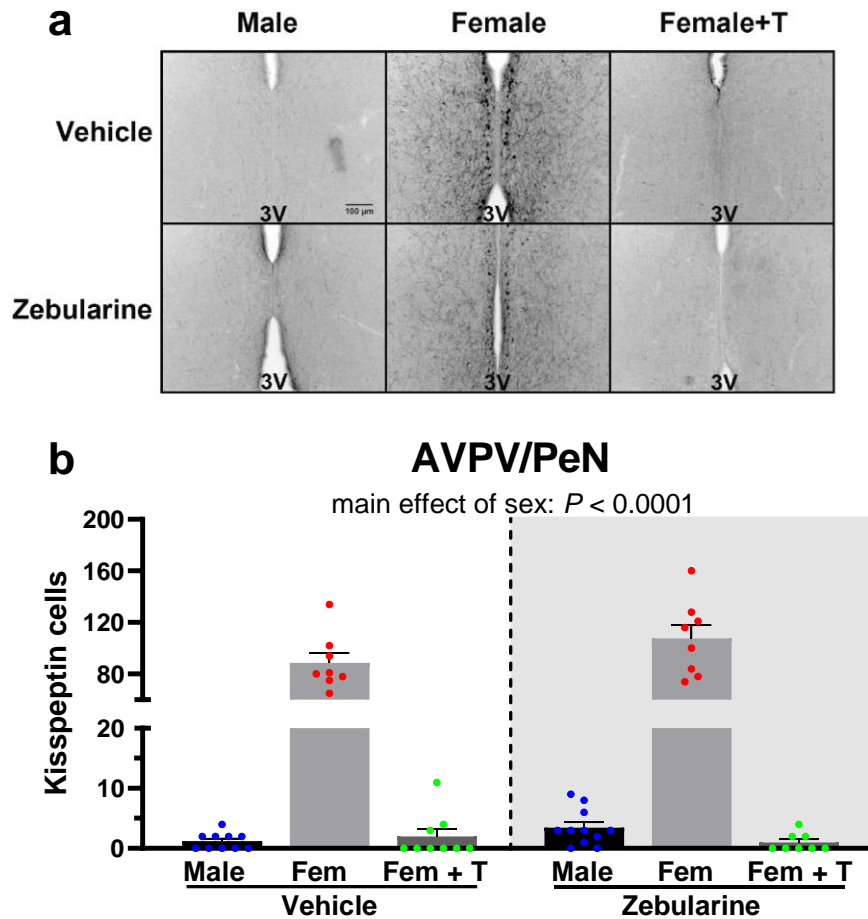 a
Male Female Female+T
Vehicle
3V 100 µm 3V 3V
Zebularine
3V 3V 3V
b
AVPV/PeN
main effect of sex: P < 0.0001
Kisspeptin cells
200
160
120
80
20
10
0
Male Fem Fem + T Male Fem Fem + T
Vehicle Zebularine